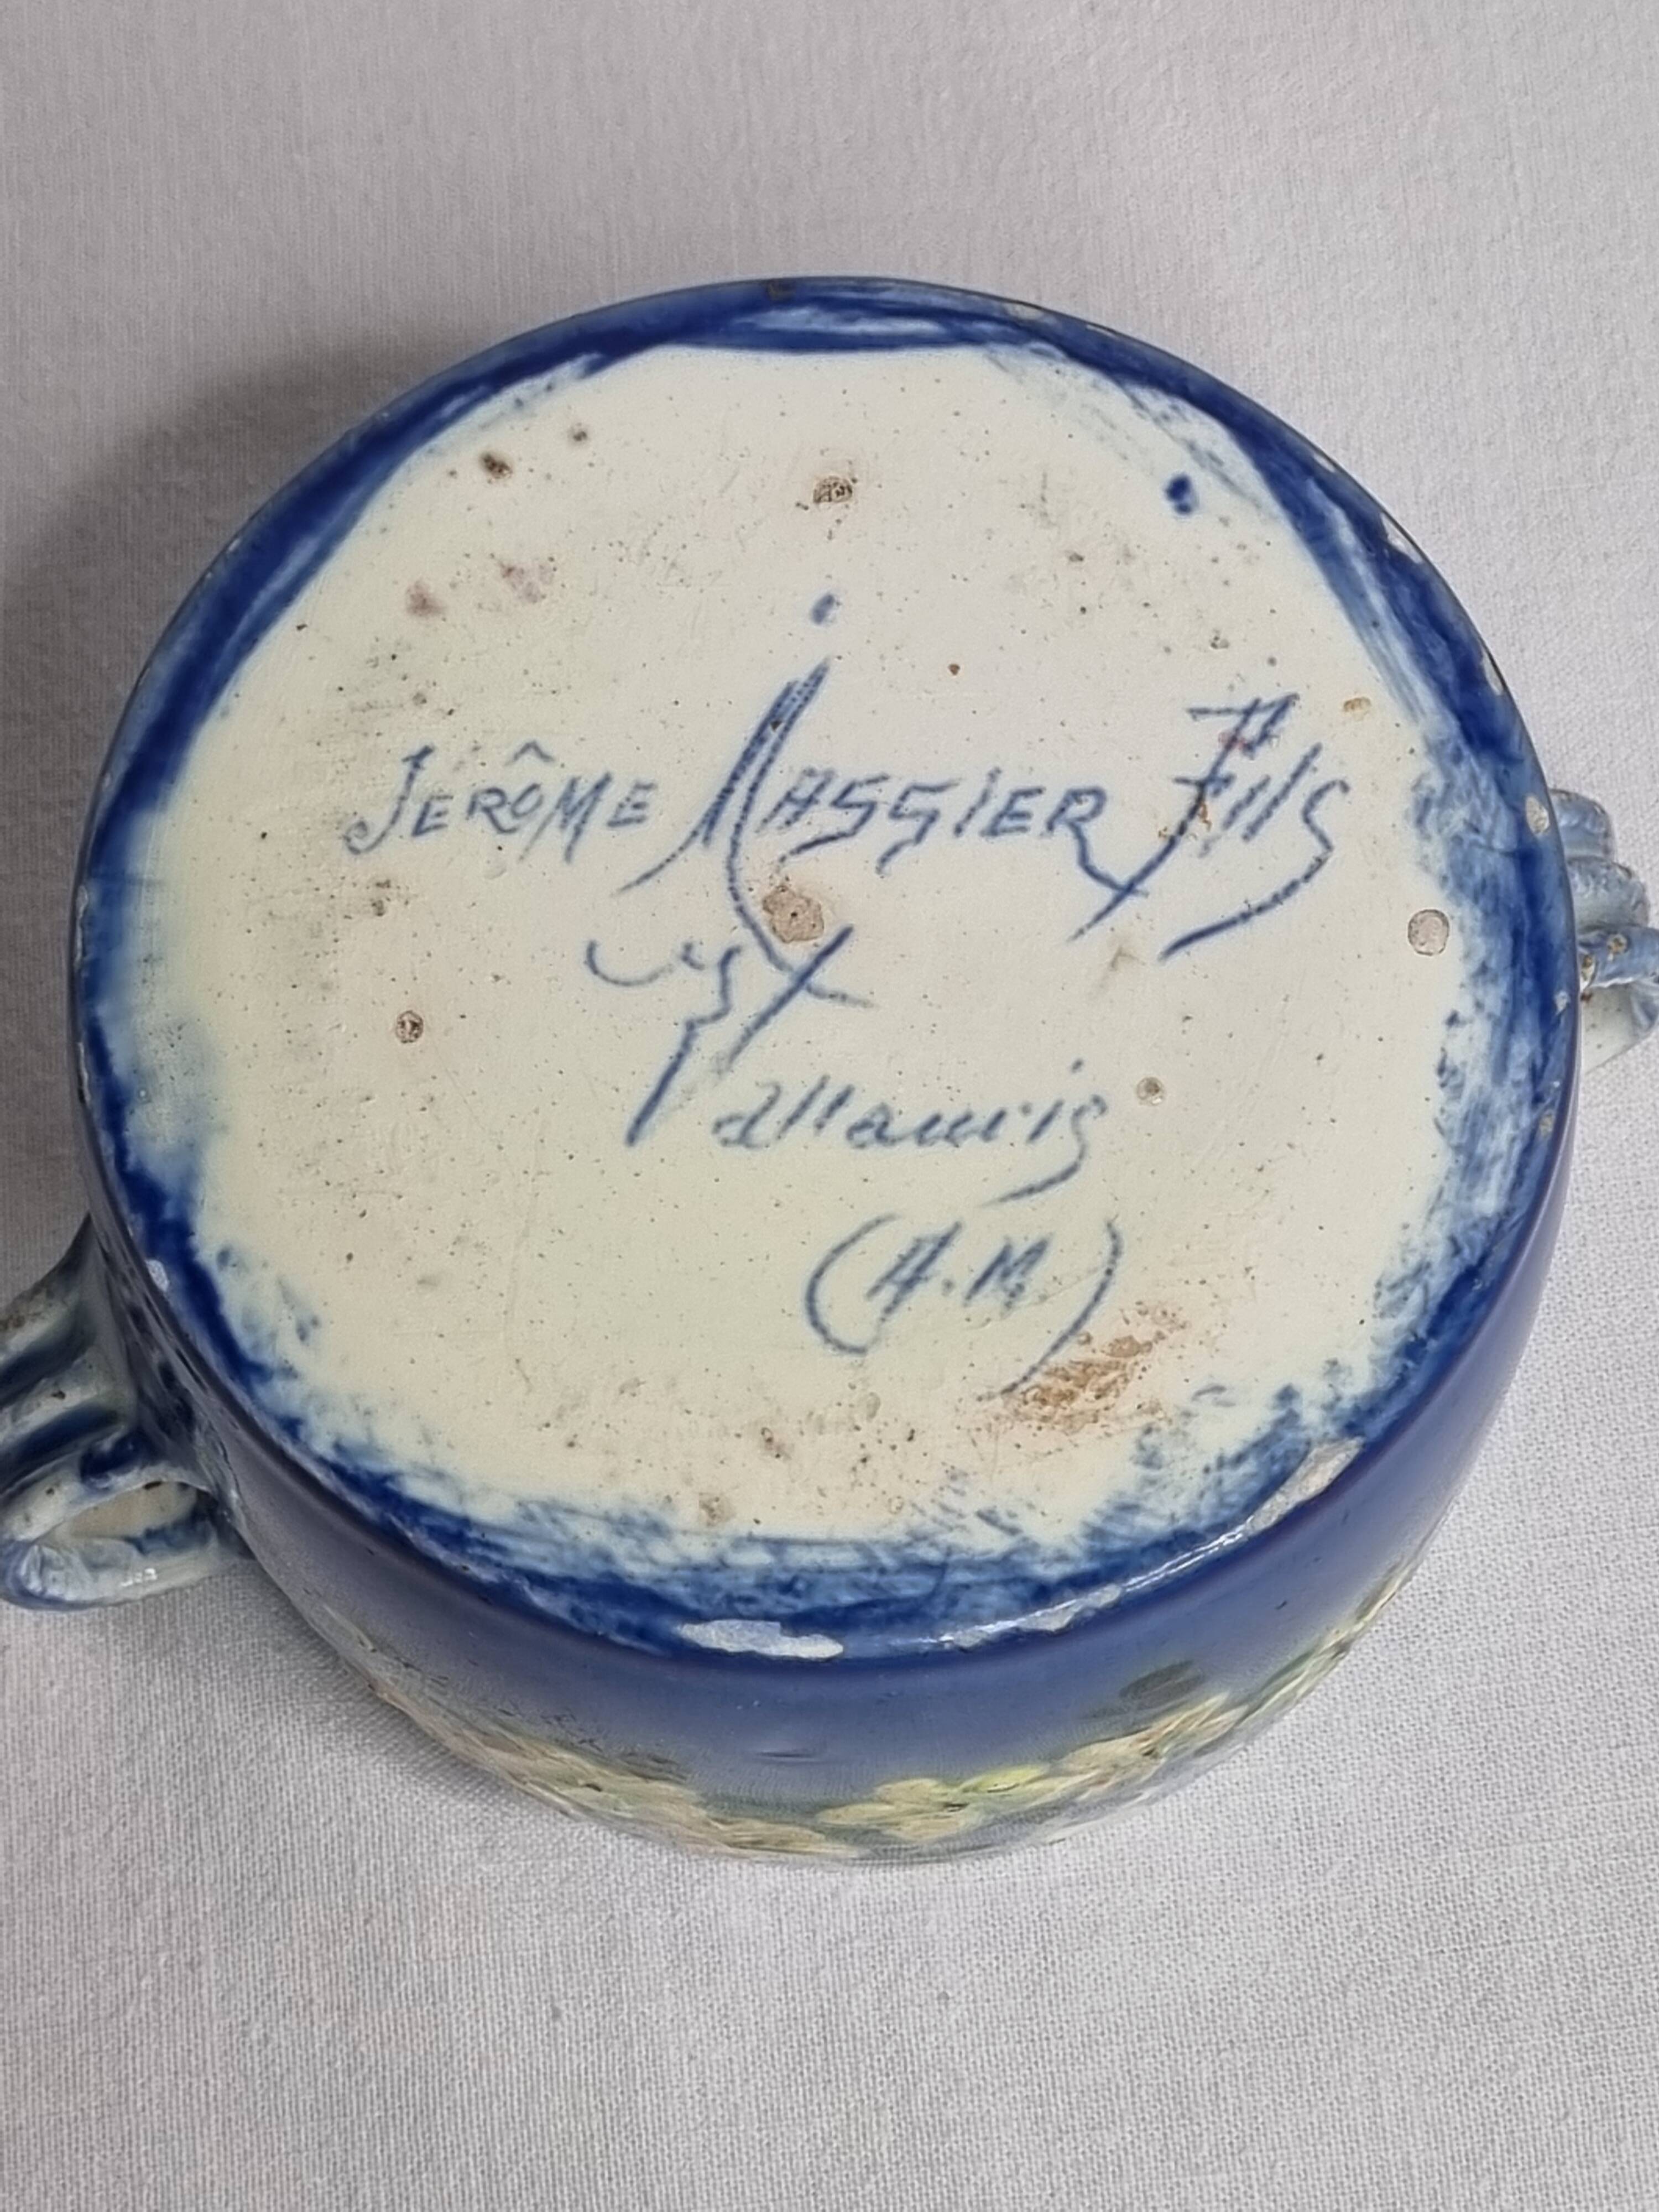 JERÔME MASSIER Fils
Vallauris
(A.M)